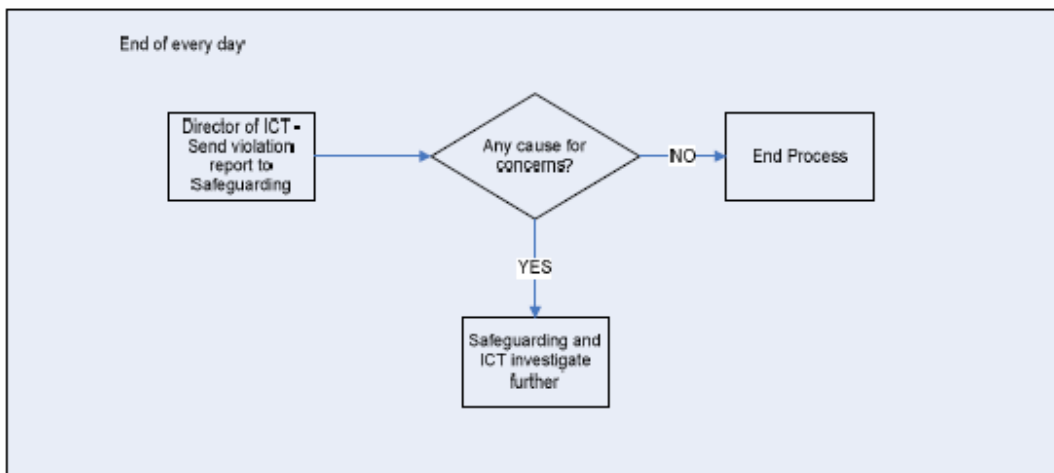 End of every day
Director of ICT -
Send violation
report to
Safeguarding
Any cause for
concerns?
NO
End Process
YES
Safeguarding and
ICT investigate
further